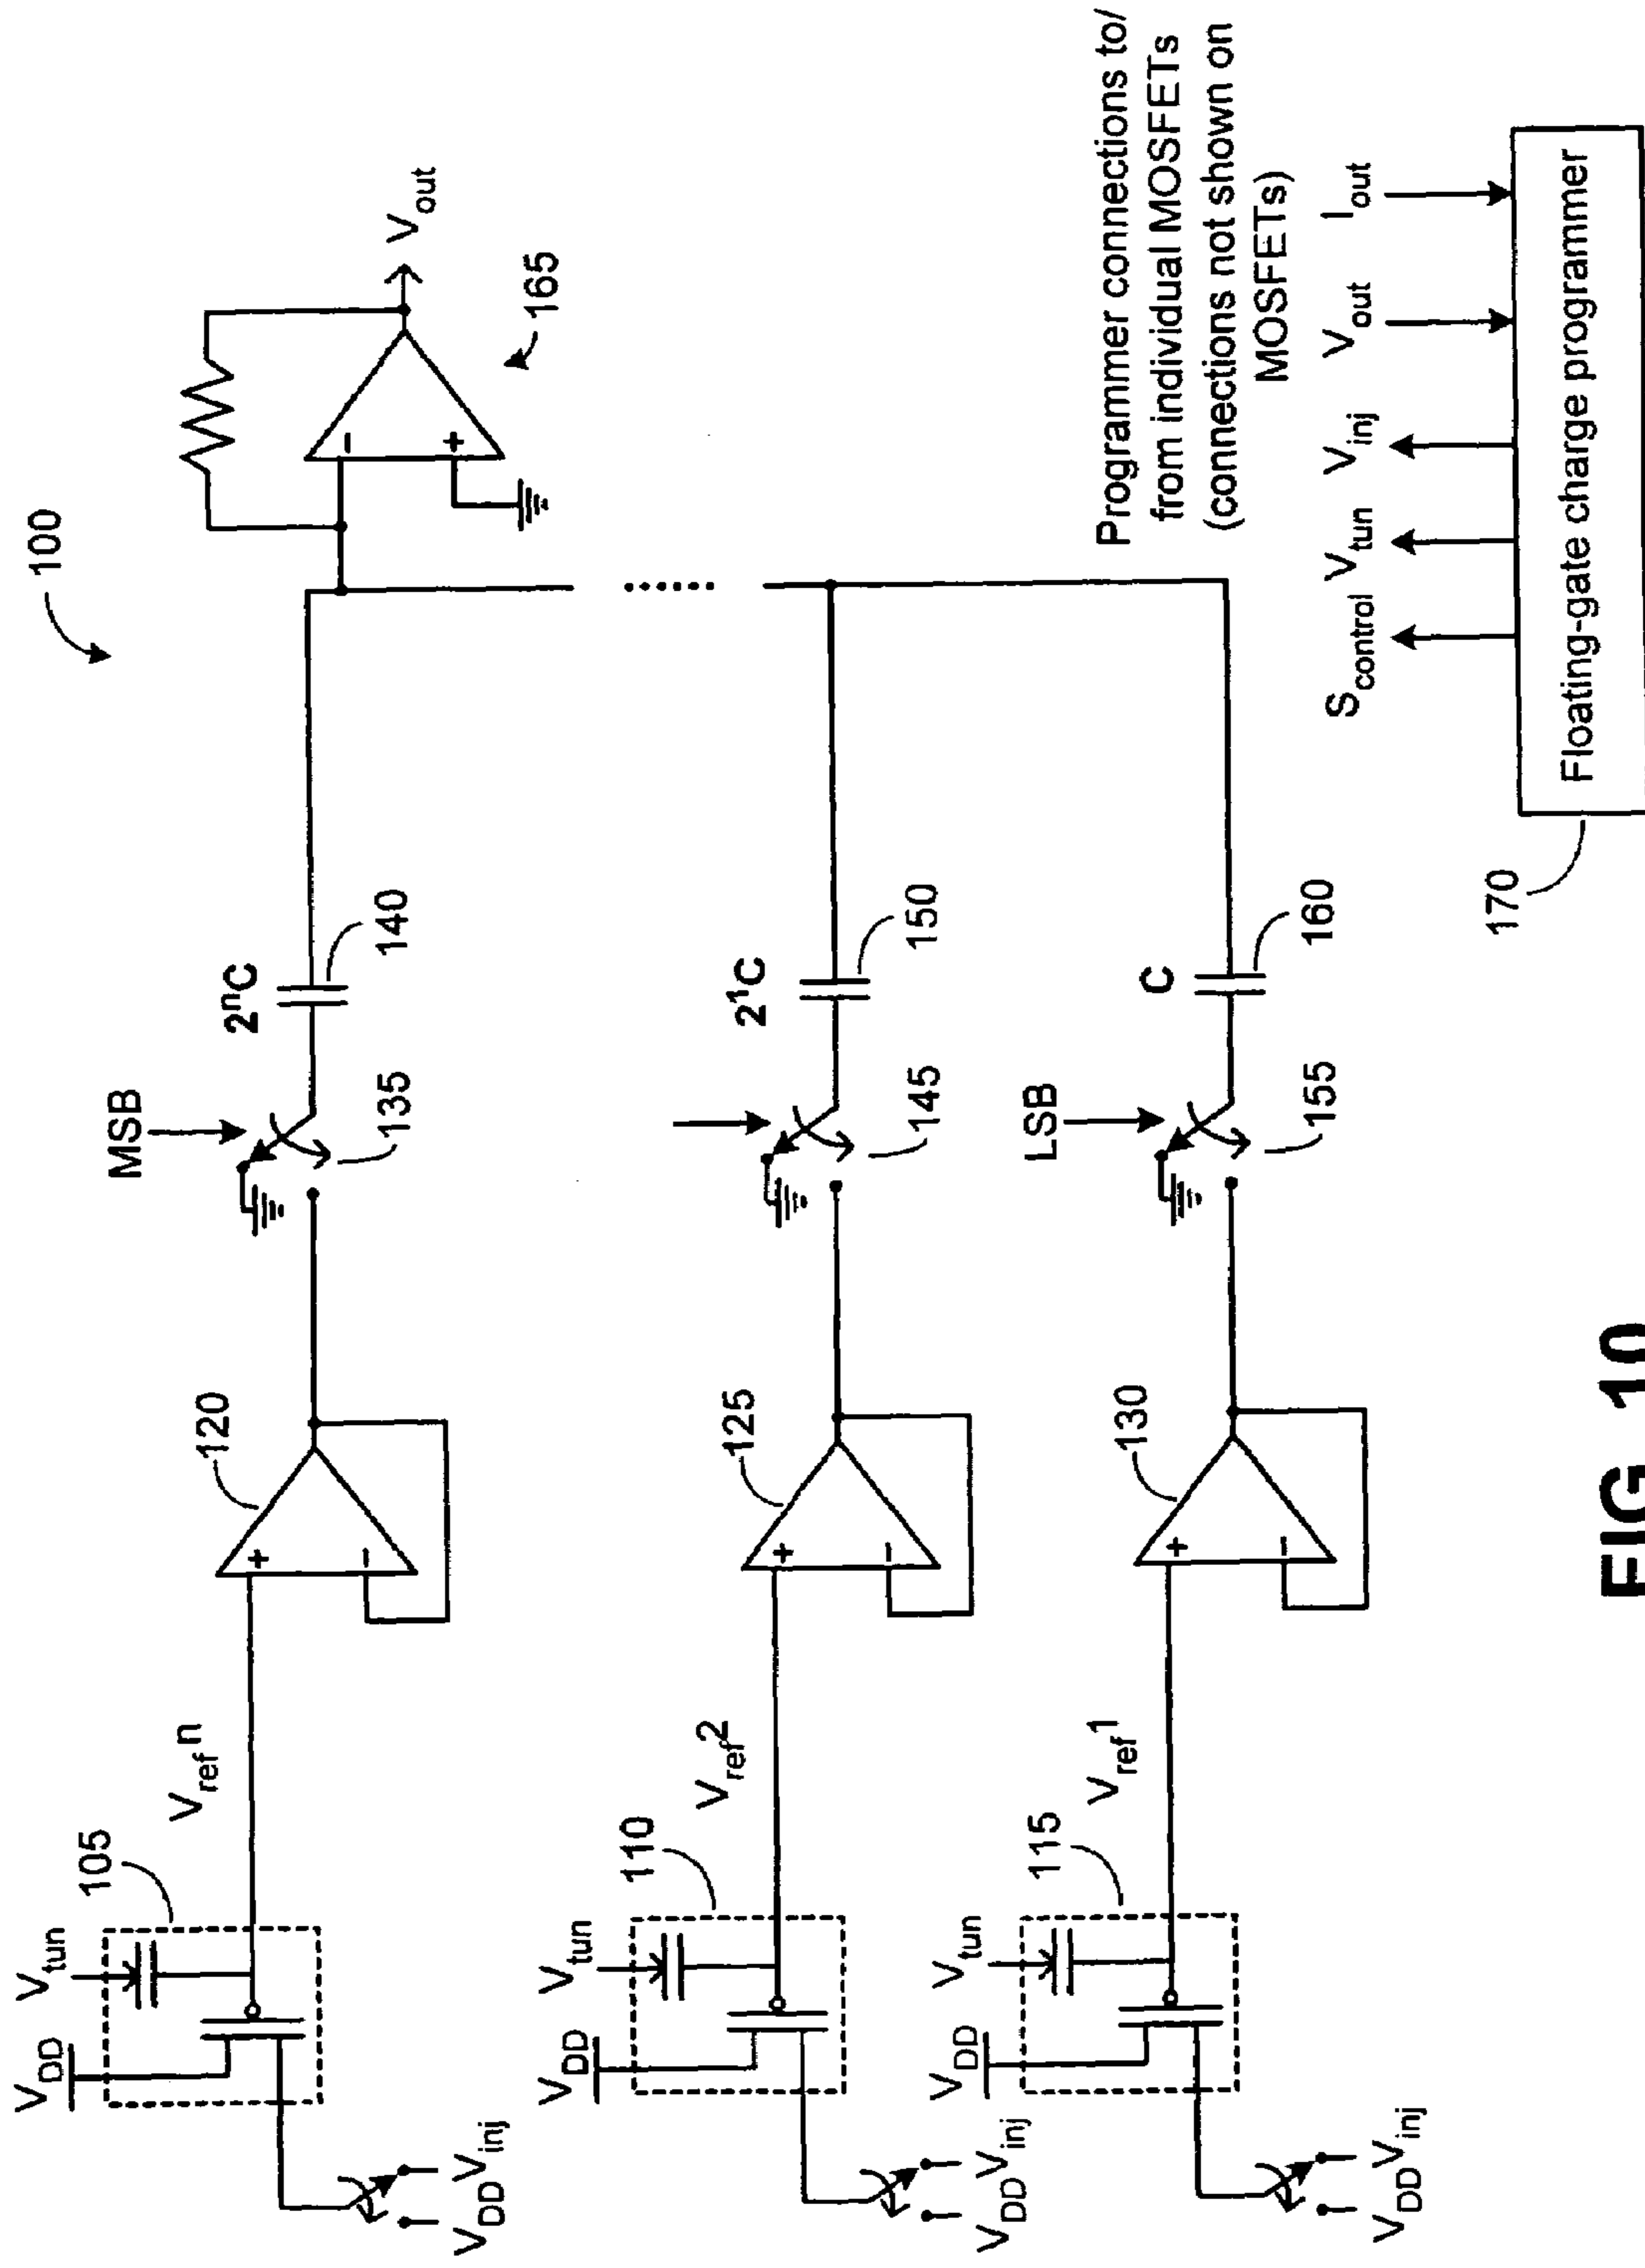 100
V_DD
V_tun
105
V_ref n
120
+
-
MSB
135
2^nC
140
-
+
V_out
165
V_DD V_inj
V_DD
V_tun
110
V_ref 2
125
+
-
145
2^1C
150
V_DD V_inj
V_DD
V_tun
115
V_ref 1
130
+
-
LSB
155
C
160
V_DD V_inj
Programmer connections to/
from individual MOSFETs
(connections not shown on
MOSFETs)
S_control V_tun V_inj V_out I_out
170
Floating-gate charge programmer
FIG 10